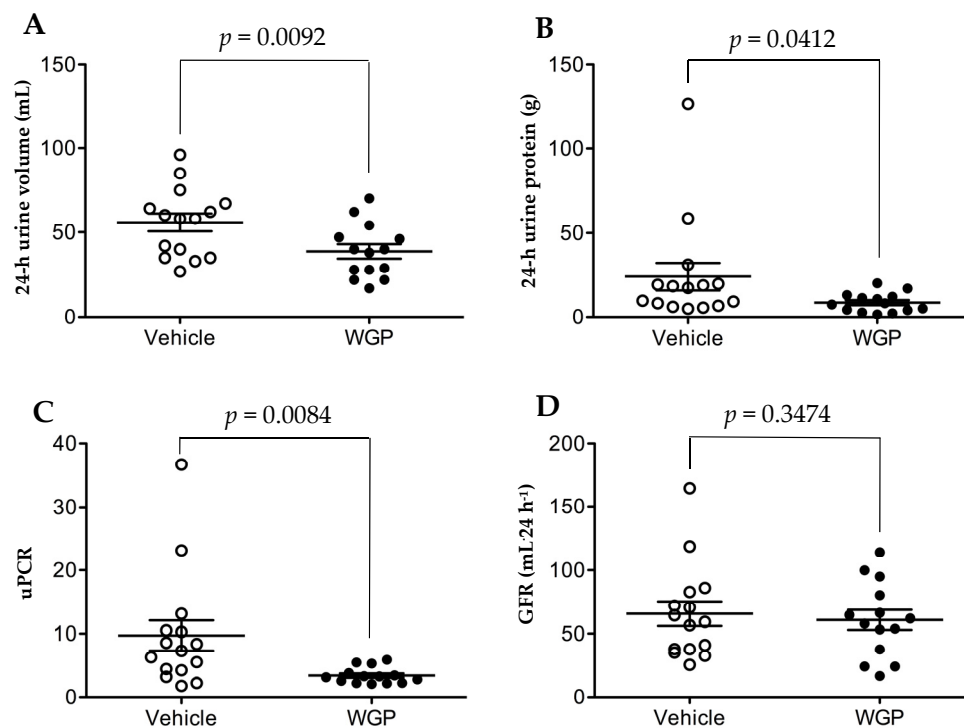 A
p = 0.0092
24-h urine volume (mL)
150
100
50
0
Vehicle WGP
B
p = 0.0412
24-h urine protein (g)
150
100
50
0
Vehicle WGP
C
p = 0.0084
uPCR
40
30
20
10
0
Vehicle WGP
D
p = 0.3474
GFR (mL·24 h⁻¹)
200
150
100
50
0
Vehicle WGP